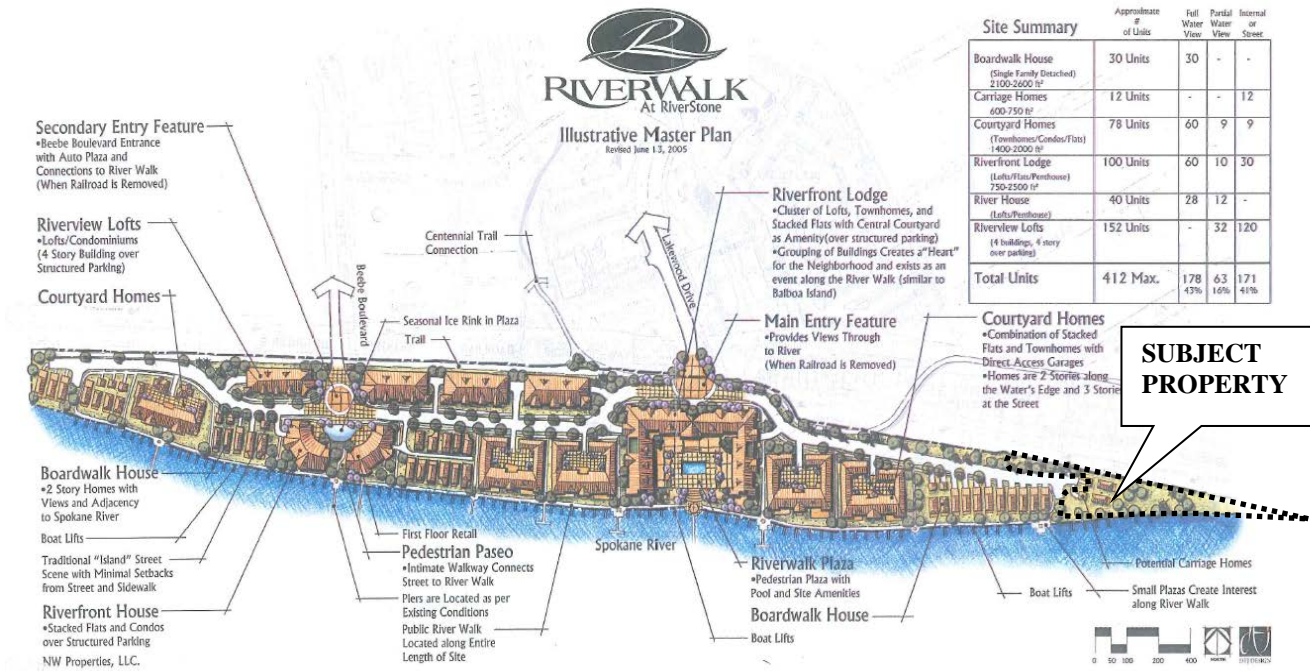 RIVERWALK
At RiverStone
Illustrative Master Plan
Revised June 13, 2005
Site Summary
Approximate # of Units
Full Water View
Partial Water View
Internal or Street
Boardwalk House 30 Units 30 - -
(Single Family Detached)
2100-2600 ft²
Carriage Homes 12 Units - - 12
600-750 ft²
Courtyard Homes 78 Units 60 9 9
(Townhomes/Condos/Flats)
1400-2000 ft²
Riverfront Lodge 100 Units 60 10 30
(Lofts/Flats/Penthouse)
750-2500 ft²
River House 40 Units 28 12 -
(Lofts/Penthouse)
Riverview Lofts 152 Units - 32 120
(4 buildings, 4 story
over parking)
Total Units 412 Max. 178 63 171
43% 16% 41%
Secondary Entry Feature
•Beebe Boulevard Entrance
with Auto Plaza and
Connections to River Walk
(When Railroad is Removed)
Riverview Lofts
•Lofts/Condominiums
(4 Story Building over
Structured Parking)
Courtyard Homes
Beebe Boulevard
Centennial Trail
Connection
Seasonal Ice Rink in Plaza
Trail
Lakewood Drive
Riverfront Lodge
•Cluster of Lofts, Townhomes, and
Stacked Flats with Central Courtyard
as Amenity(over structured parking)
•Grouping of Buildings Creates a"Heart"
for the Neighborhood and exists as an
event along the River Walk (similar to
Balboa Island)
Main Entry Feature
•Provides Views Through
to River
(When Railroad is Removed)
Courtyard Homes
•Combination of Stacked
Flats and Townhomes with
Direct Access Garages
•Homes are 2 Stories along
the Water's Edge and 3 Storie
at the Street
SUBJECT
PROPERTY
Boardwalk House
•2 Story Homes with
Views and Adjacency
to Spokane River
Boat Lifts
Traditional "Island" Street
Scene with Minimal Setbacks
from Street and Sidewalk
Riverfront House
•Stacked Flats and Condos
over Structured Parking
NW Properties, LLC.
First Floor Retail
Pedestrian Paseo
•Intimate Walkway Connects
Street to River Walk
Piers are Located as per
Existing Conditions
Public River Walk
Located along Entire
Length of Site
Spokane River
Riverwalk Plaza
•Pedestrian Plaza with
Pool and Site Amenities
Boardwalk House
Boat Lifts
Boat Lifts
Potential Carriage Homes
Small Plazas Create Interest
along River Walk
0 50 100 200 400